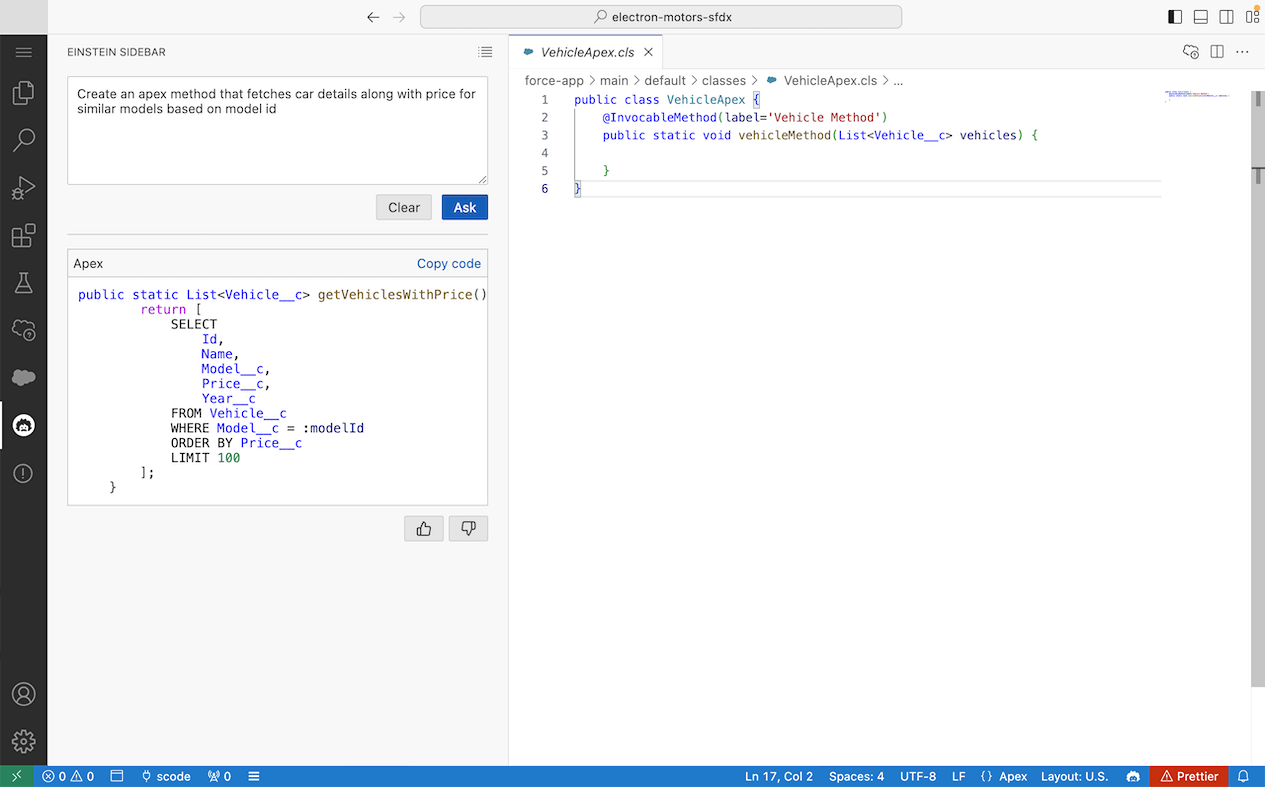 electron-motors-sfdx
EINSTEIN SIDEBAR
Create an apex method that fetches car details along with price for
similar models based on model id
Clear
Ask
Apex
Copy code
public static List<Vehicle__c> getVehiclesWithPrice()
return [
SELECT
Id,
Name,
Model__c,
Price__c,
Year__c
FROM Vehicle__c
WHERE Model__c = :modelId
ORDER BY Price__c
LIMIT 100
];
}
VehicleApex.cls
force-app > main > default > classes > VehicleApex.cls > ...
1 public class VehicleApex {
2 @InvocableMethod(label='Vehicle Method')
3 public static void vehicleMethod(List<Vehicle__c> vehicles) {
4
5 }
6 }
0 0 scode 0 Ln 17, Col 2 Spaces: 4 UTF-8 LF {} Apex Layout: U.S. Prettier